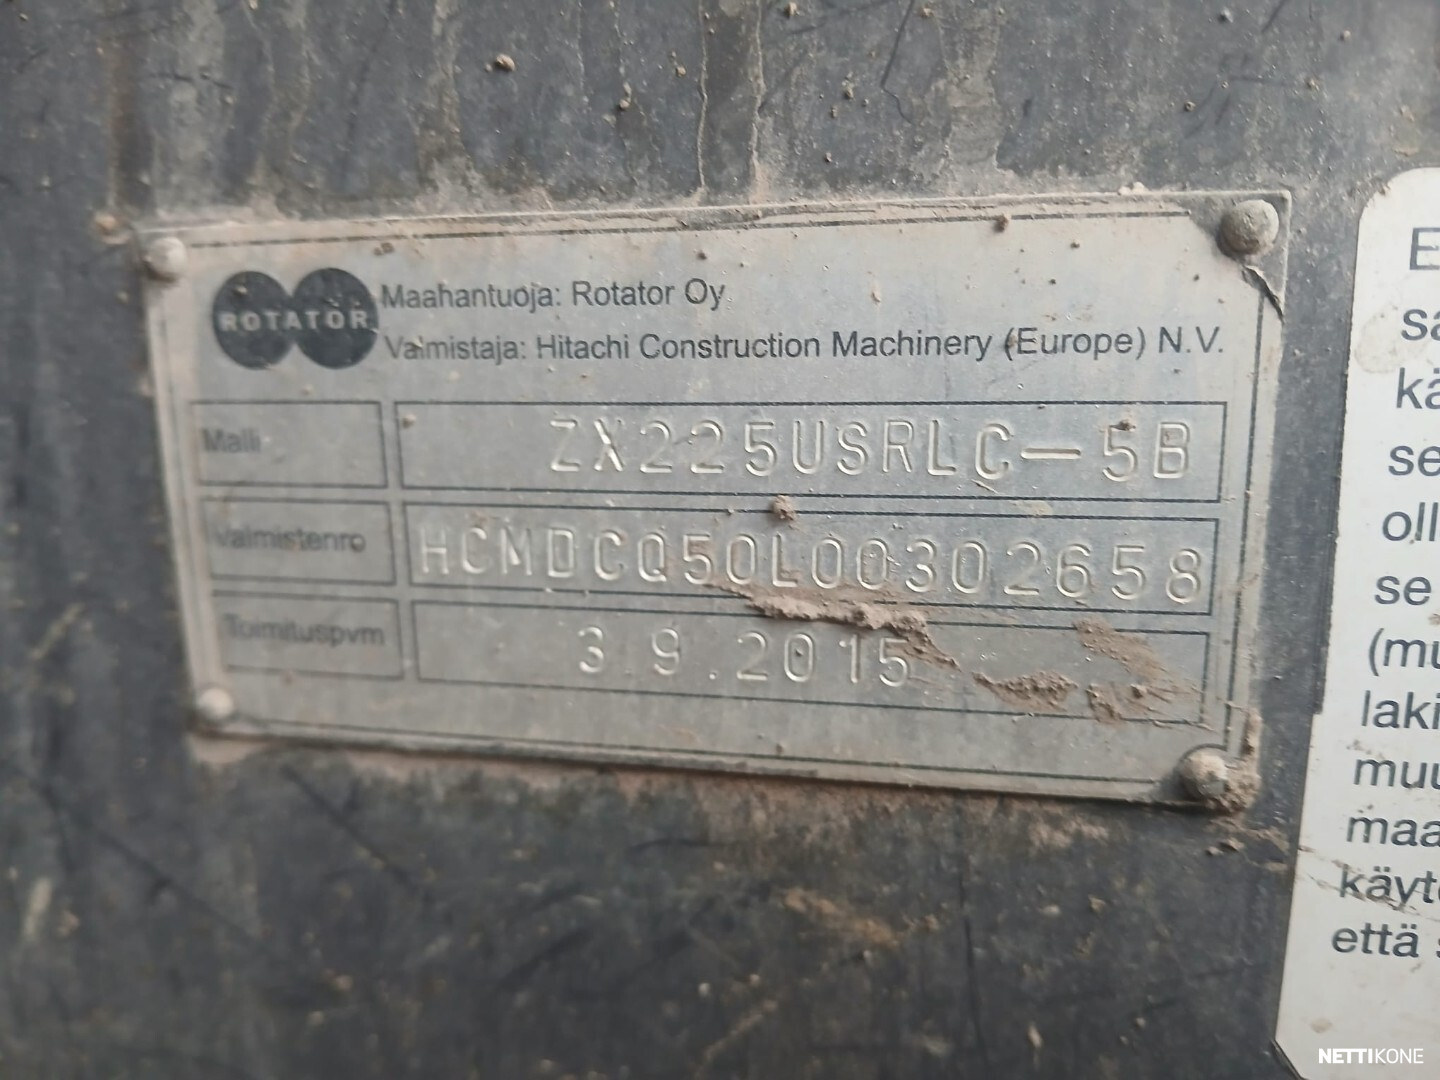 ROTATOR
Maahantuoja: Rotator Oy
Valmistaja: Hitachi Construction Machinery (Europe) N.V.
Malli ZX225USRLC-5B
Valmistenro HCMDCQ50L00302658
Toimituspvm 3 9.2015
E
sa
kä
se
oll
se
(mu
laki
muu
maa
käyt
että s
NETTIKONE